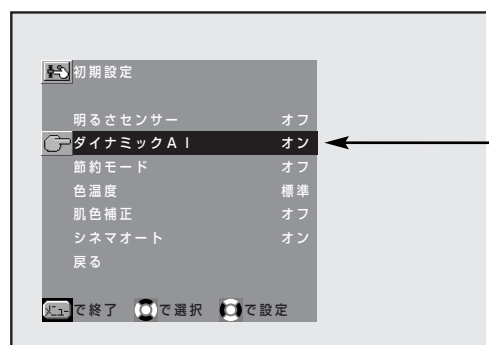 初期設定
明るさセンサー オフ
ダイナミックAI オン
節約モード オフ
色温度 標準
肌色補正 オフ
シネマオート オン
戻る
メニュー で終了 で選択 で設定